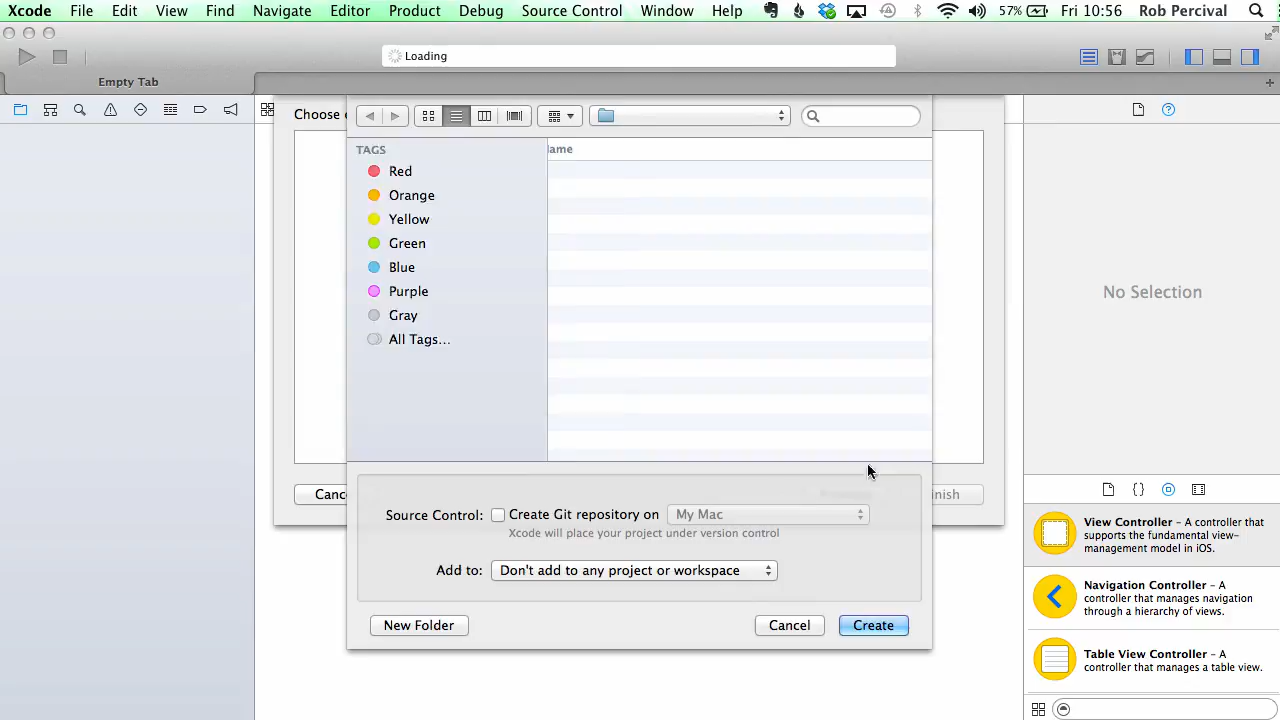 Xcode File Edit View Find Navigate Editor Product Debug Source Control Window Help 57% Fri 10:56 Rob Percival
Loading
Empty Tab
Choose
TAGS
Red
Orange
Yellow
Green
Blue
Purple
Gray
All Tags...
ame
Source Control: Create Git repository on My Mac
Xcode will place your project under version control
Add to: Don't add to any project or workspace
New Folder Cancel Create
Canc
inish
No Selection
View Controller – A controller that
supports the fundamental view-
management model in iOS.
Navigation Controller – A
controller that manages navigation
through a hierarchy of views.
Table View Controller – A
controller that manages a table view.